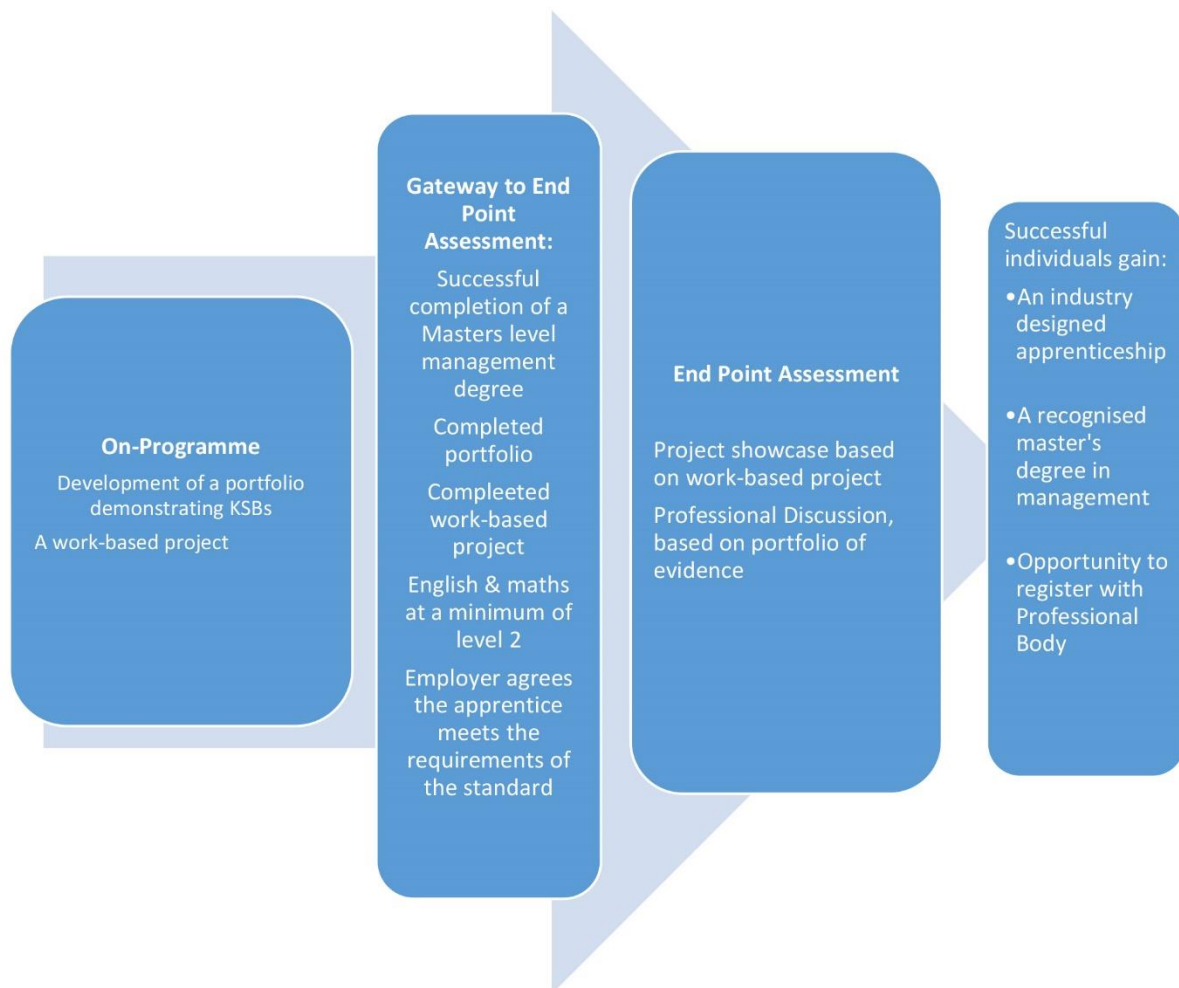 On-Programme
Development of a portfolio
demonstrating KSBs
A work-based project
Gateway to End
Point
Assessment:
Successful
completion of a
Masters level
management
degree
Completed
portfolio
Compleeted
work-based
project
English & maths
at a minimum of
level 2
Employer agrees
the apprentice
meets the
requirements of
the standard
End Point Assessment
Project showcase based
on work-based project
Professional Discussion,
based on portfolio of
evidence
Successful
individuals gain:
•An industry
designed
apprenticeship
•A recognised
master's
degree in
management
•Opportunity to
register with
Professional
Body